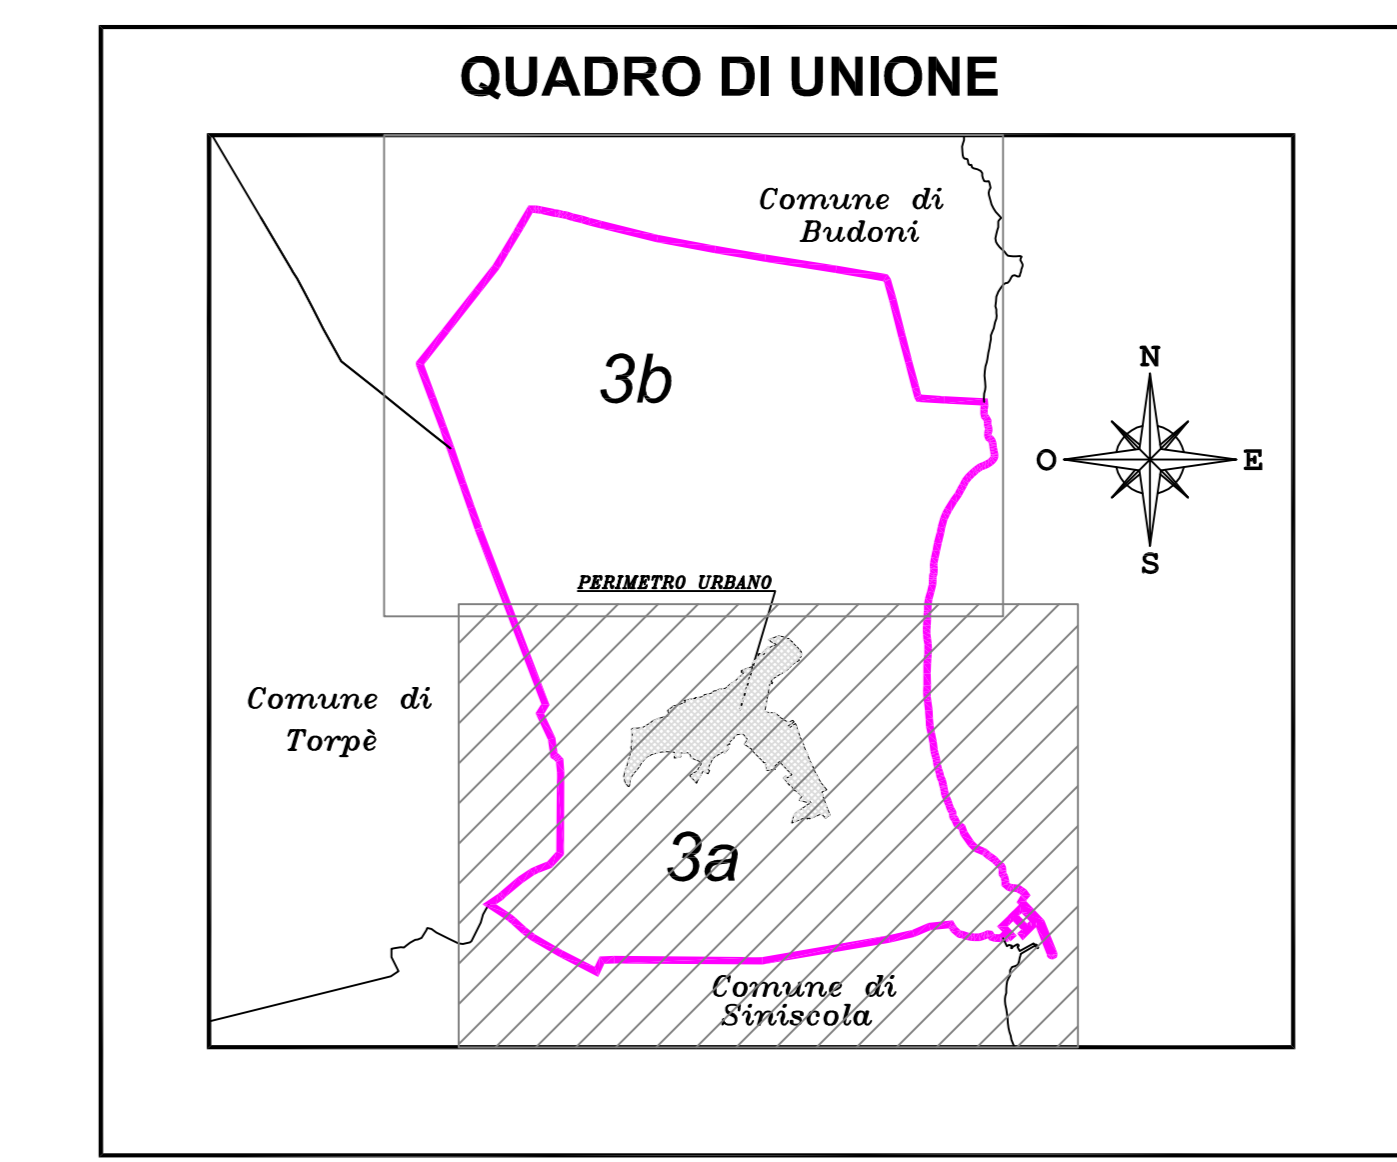 QUADRO DI UNIONE
Comune di
Budoni
3b
N
O
E
S
PERIMETRO URBANO
Comune di
Torpè
3a
Comune di
Siniscola